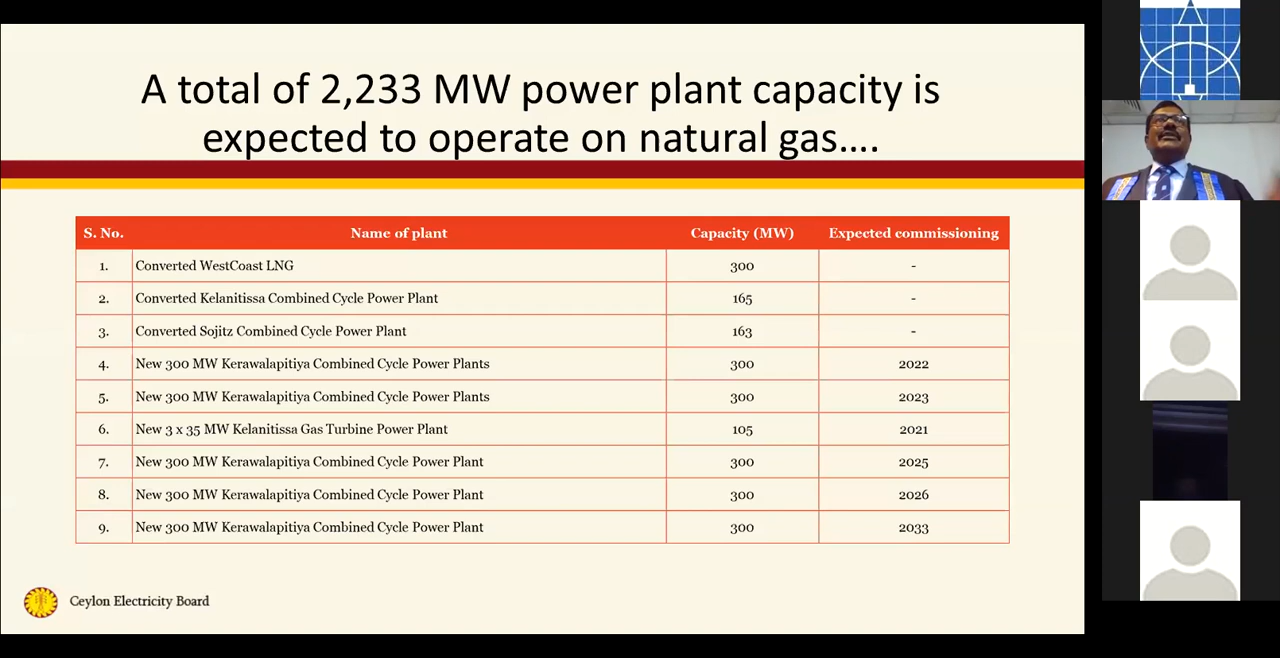 A total of 2,233 MW power plant capacity is
expected to operate on natural gas....
S. No. Name of plant Capacity (MW) Expected commissioning
1. Converted WestCoast LNG 300 -
2. Converted Kelanitissa Combined Cycle Power Plant 165 -
3. Converted Sojitz Combined Cycle Power Plant 163 -
4. New 300 MW Kerawalapitiya Combined Cycle Power Plants 300 2022
5. New 300 MW Kerawalapitiya Combined Cycle Power Plants 300 2023
6. New 3 x 35 MW Kelanitissa Gas Turbine Power Plant 105 2021
7. New 300 MW Kerawalapitiya Combined Cycle Power Plant 300 2025
8. New 300 MW Kerawalapitiya Combined Cycle Power Plant 300 2026
9. New 300 MW Kerawalapitiya Combined Cycle Power Plant 300 2033
Ceylon Electricity Board